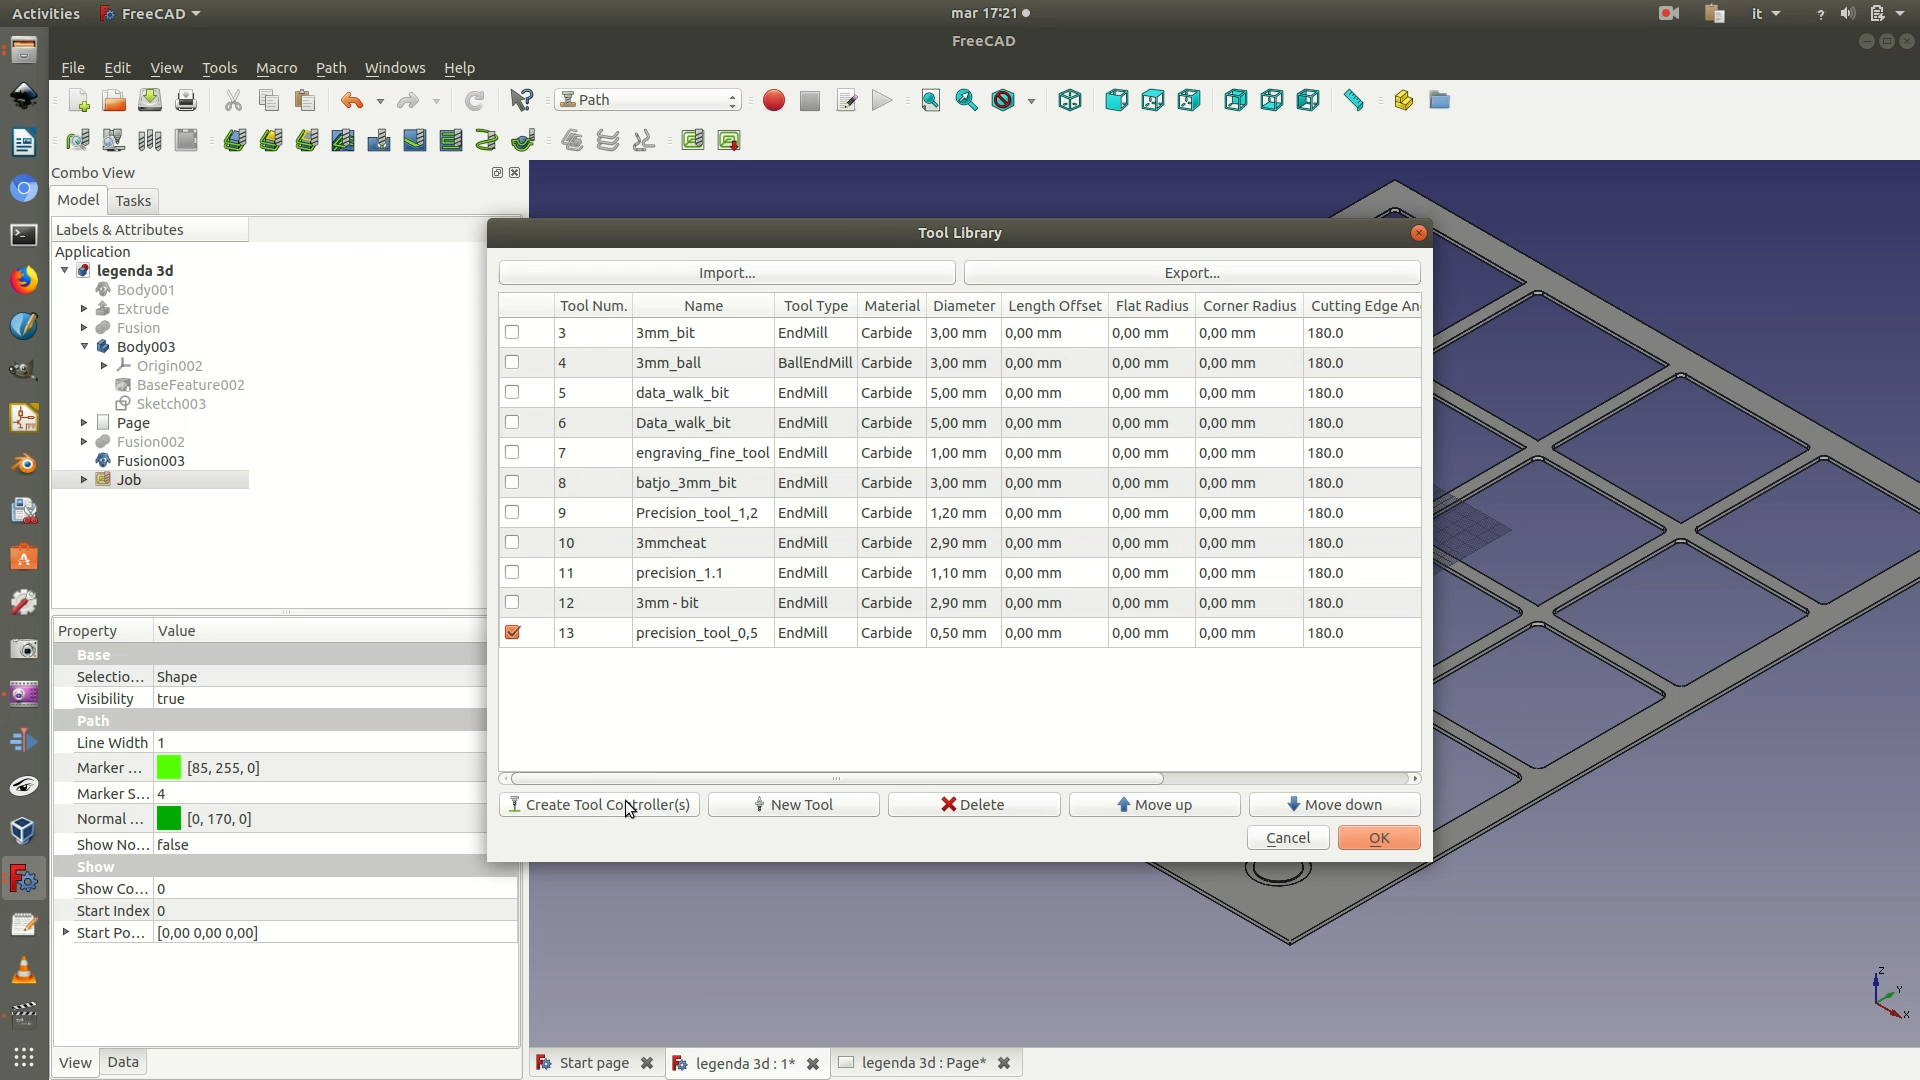 Activities FreeCAD mar 17:21 it ?
FreeCAD
File Edit View Tools Macro Path Windows Help
Path
Combo View
Model Tasks
Labels & Attributes
Application
legenda 3d
Body001
Extrude
Fusion
Body003
Origin002
BaseFeature002
Sketch003
Page
Fusion002
Fusion003
Job
Property Value
Base
Selectio... Shape
Visibility true
Path
Line Width 1
Marker ... [85, 255, 0]
Marker S... 4
Normal ... [0, 170, 0]
Show No... false
Show
Show Co... 0
Start Index 0
Start Po... [0,00 0,00 0,00]
View Data
Tool Library
Import... Export...
Tool Num. Name Tool Type Material Diameter Length Offset Flat Radius Corner Radius Cutting Edge An
3 3mm_bit EndMill Carbide 3,00 mm 0,00 mm 0,00 mm 0,00 mm 180.0
4 3mm_ball BallEndMill Carbide 3,00 mm 0,00 mm 0,00 mm 0,00 mm 180.0
5 data_walk_bit EndMill Carbide 5,00 mm 0,00 mm 0,00 mm 0,00 mm 180.0
6 Data_walk_bit EndMill Carbide 5,00 mm 0,00 mm 0,00 mm 0,00 mm 180.0
7 engraving_fine_tool EndMill Carbide 1,00 mm 0,00 mm 0,00 mm 0,00 mm 180.0
8 batjo_3mm_bit EndMill Carbide 3,00 mm 0,00 mm 0,00 mm 0,00 mm 180.0
9 Precision_tool_1,2 EndMill Carbide 1,20 mm 0,00 mm 0,00 mm 0,00 mm 180.0
10 3mmcheat EndMill Carbide 2,90 mm 0,00 mm 0,00 mm 0,00 mm 180.0
11 precision_1.1 EndMill Carbide 1,10 mm 0,00 mm 0,00 mm 0,00 mm 180.0
12 3mm - bit EndMill Carbide 2,90 mm 0,00 mm 0,00 mm 0,00 mm 180.0
13 precision_tool_0,5 EndMill Carbide 0,50 mm 0,00 mm 0,00 mm 0,00 mm 180.0
Create Tool Controller(s) New Tool Delete Move up Move down
Cancel OK
Z
Y
X
Start page legenda 3d : 1* legenda 3d : Page*